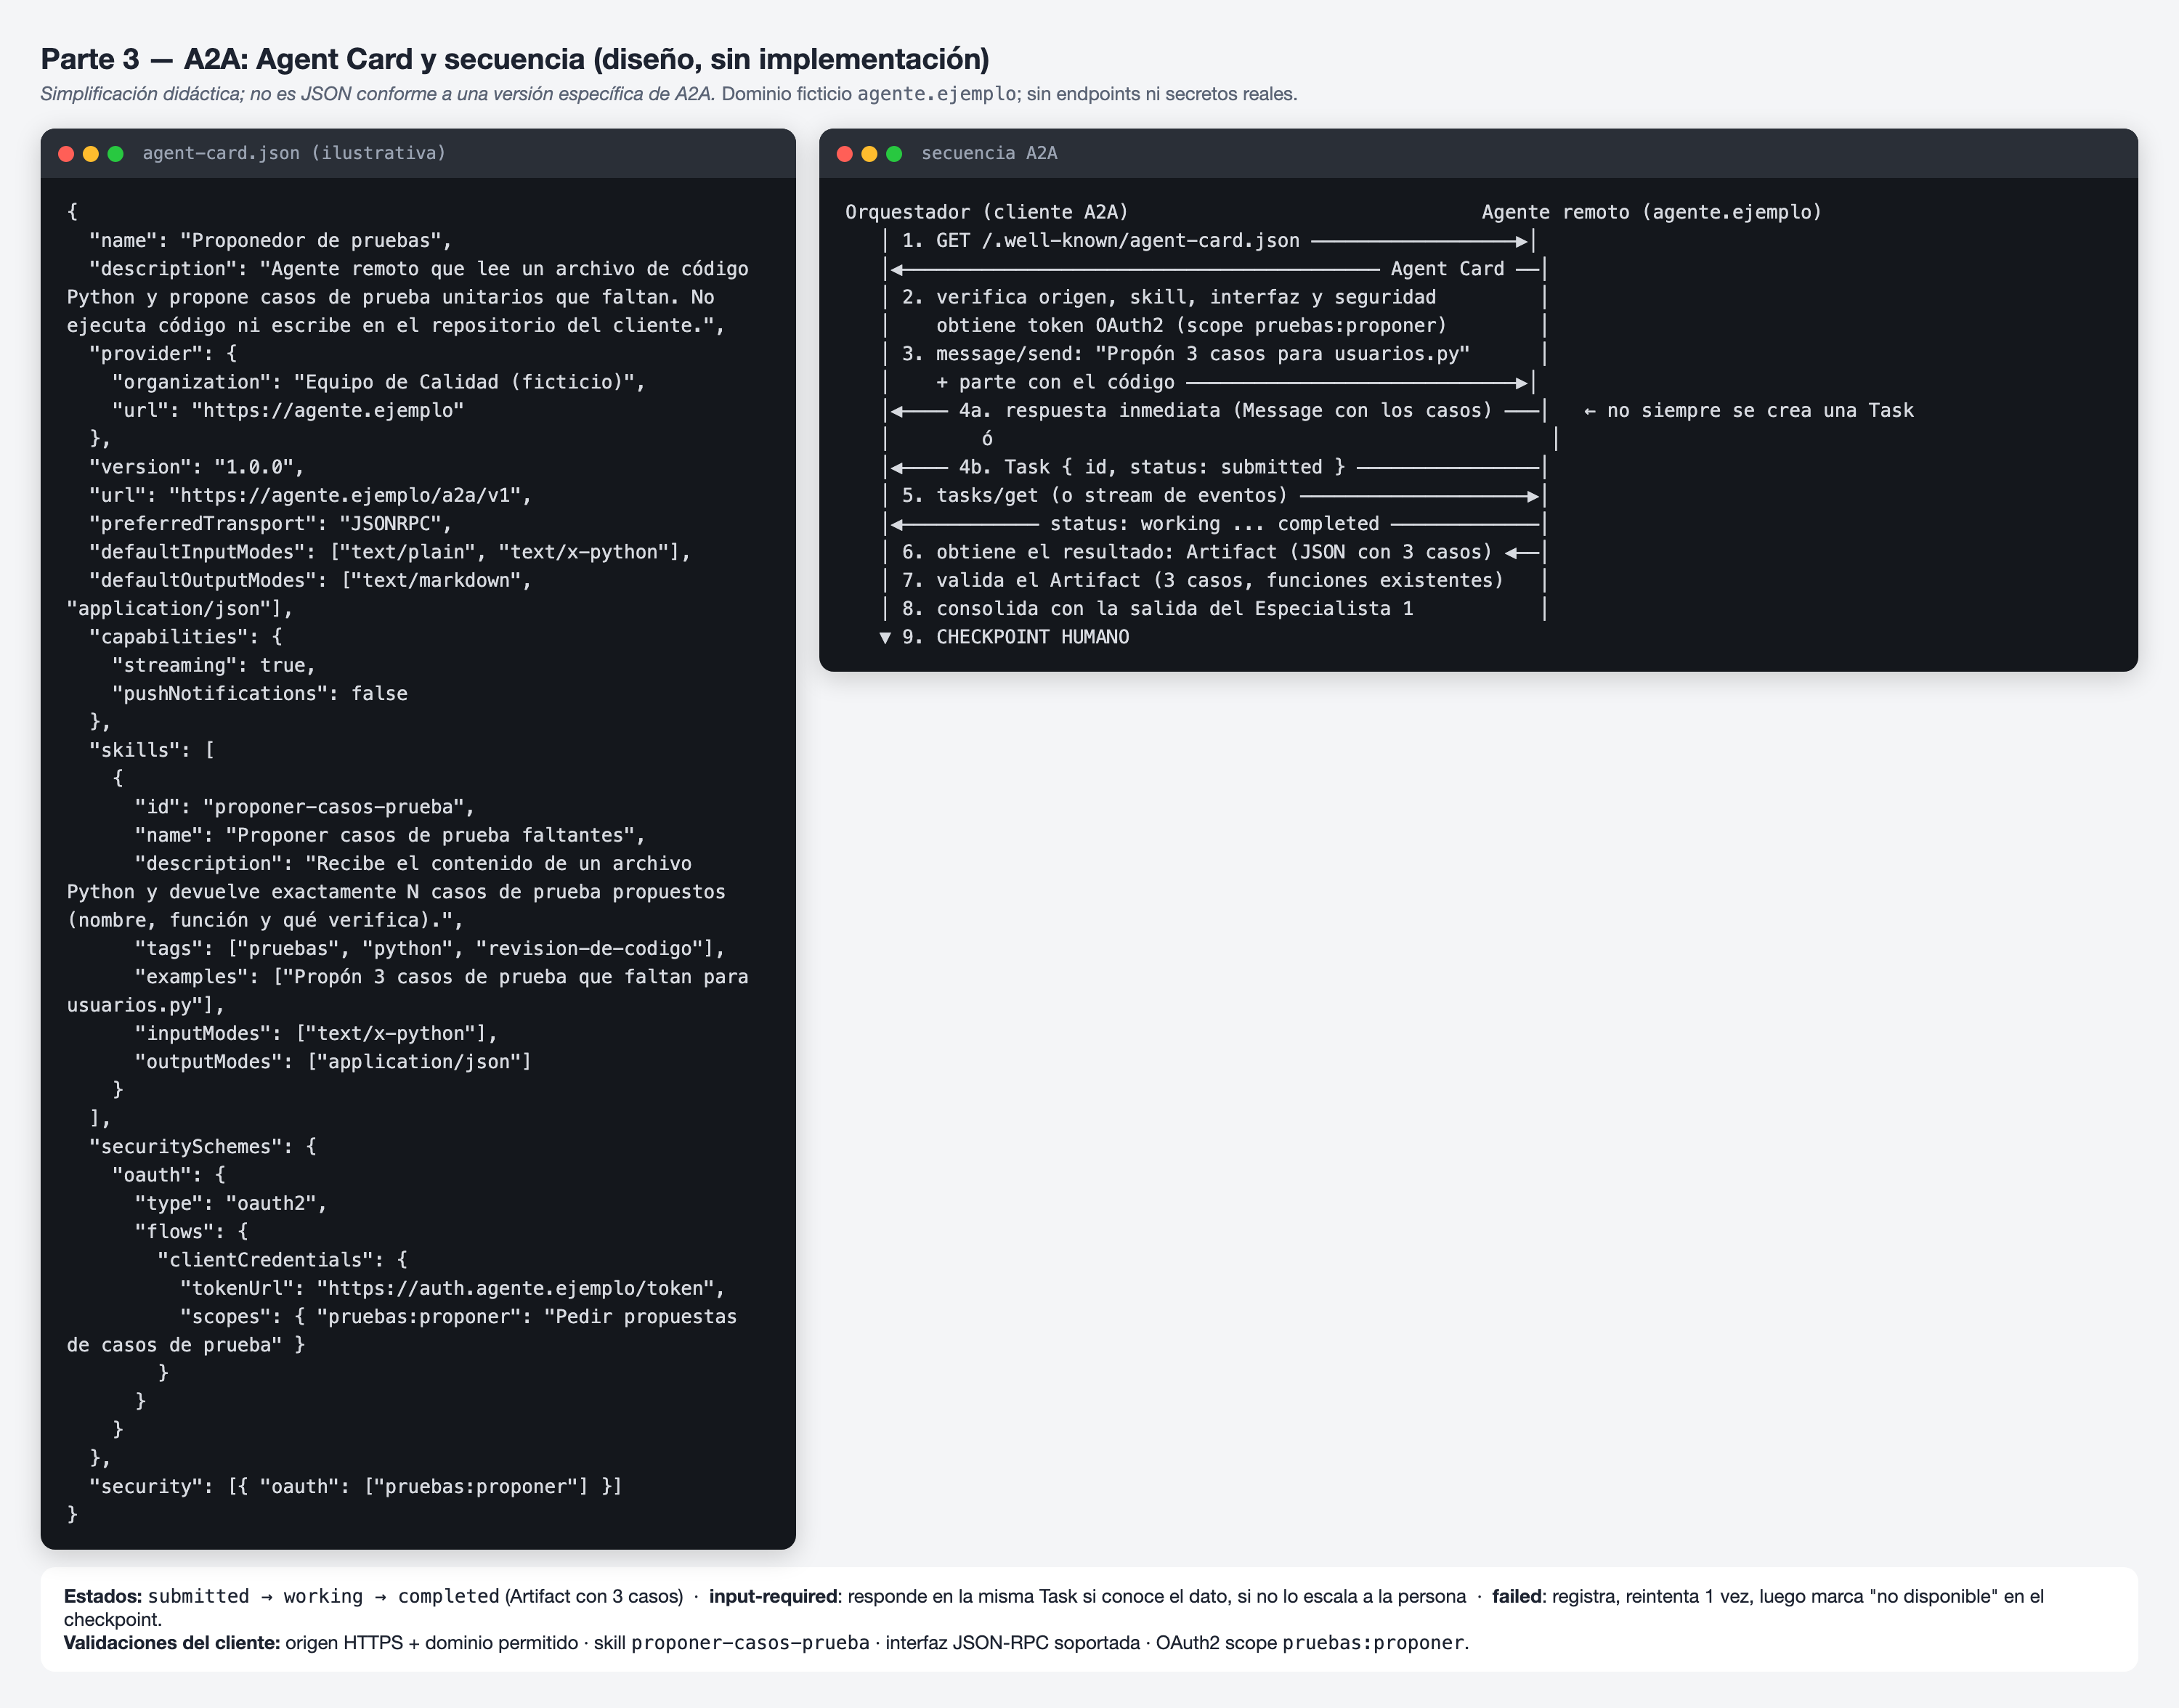 Parte 3 — A2A: Agent Card y secuencia (diseño, sin implementación)
Simplificación didáctica; no es JSON conforme a una versión específica de A2A. Dominio ficticio agente.ejemplo; sin endpoints ni secretos reales.
agent-card.json (ilustrativa)
{
  "name": "Proponedor de pruebas",
  "description": "Agente remoto que lee un archivo de código
Python y propone casos de prueba unitarios que faltan. No
ejecuta código ni escribe en el repositorio del cliente.",
  "provider": {
    "organization": "Equipo de Calidad (ficticio)",
    "url": "https://agente.ejemplo"
  },
  "version": "1.0.0",
  "url": "https://agente.ejemplo/a2a/v1",
  "preferredTransport": "JSONRPC",
  "defaultInputModes": ["text/plain", "text/x-python"],
  "defaultOutputModes": ["text/markdown",
"application/json"],
  "capabilities": {
    "streaming": true,
    "pushNotifications": false
  },
  "skills": [
    {
      "id": "proponer-casos-prueba",
      "name": "Proponer casos de prueba faltantes",
      "description": "Recibe el contenido de un archivo
Python y devuelve exactamente N casos de prueba propuestos
(nombre, función y qué verifica).",
      "tags": ["pruebas", "python", "revision-de-codigo"],
      "examples": ["Propón 3 casos de prueba que faltan para
usuarios.py"],
      "inputModes": ["text/x-python"],
      "outputModes": ["application/json"]
    }
  ],
  "securitySchemes": {
    "oauth": {
      "type": "oauth2",
      "flows": {
        "clientCredentials": {
          "tokenUrl": "https://auth.agente.ejemplo/token",
          "scopes": { "pruebas:proponer": "Pedir propuestas
de casos de prueba" }
        }
      }
    }
  },
  "security": [{ "oauth": ["pruebas:proponer"] }]
}
secuencia A2A
Orquestador (cliente A2A) Agente remoto (agente.ejemplo)
│ 1. GET /.well-known/agent-card.json ──────────────────▶│
│◀────────────────────────────────────────── Agent Card ──│
│ 2. verifica origen, skill, interfaz y seguridad │
│    obtiene token OAuth2 (scope pruebas:proponer) │
│ 3. message/send: "Propón 3 casos para usuarios.py" │
│    + parte con el código ─────────────────────────────▶│
│◀──── 4a. respuesta inmediata (Message con los casos) ───│ ← no siempre se crea una Task
│ ó │
│◀──── 4b. Task { id, status: submitted } ────────────────│
│ 5. tasks/get (o stream de eventos) ────────────────────▶│
│◀──────────── status: working ... completed ─────────────│
│ 6. obtiene el resultado: Artifact (JSON con 3 casos) ◀──│
│ 7. valida el Artifact (3 casos, funciones existentes) │
│ 8. consolida con la salida del Especialista 1 │
▼ 9. CHECKPOINT HUMANO
Estados: submitted → working → completed (Artifact con 3 casos) · input-required: responde en la misma Task si conoce el dato, si no lo escala a la persona · failed: registra, reintenta 1 vez, luego marca "no disponible" en el
checkpoint.
Validaciones del cliente: origen HTTPS + dominio permitido · skill proponer-casos-prueba · interfaz JSON-RPC soportada · OAuth2 scope pruebas:proponer.